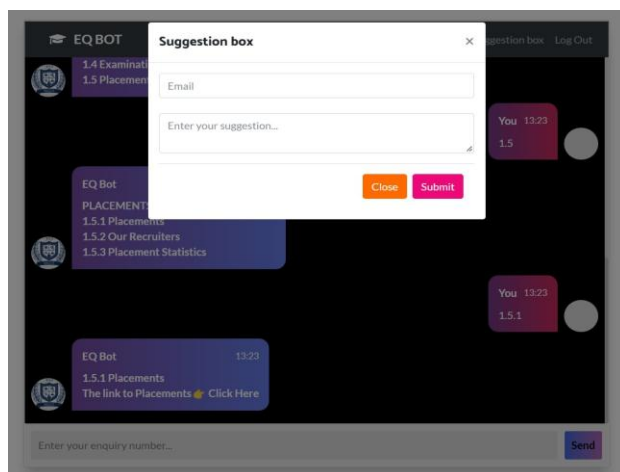 EQ BOT
Suggestion box
×
ggestion box Log Out
1.4 Examinati
1.5 Placemen
Email
Enter your suggestion...
Close Submit
You 13:23
1.5
EQ Bot
PLACEMENTS
1.5.1 Placements
1.5.2 Our Recruiters
1.5.3 Placement Statistics
You 13:23
1.5.1
EQ Bot 13:23
1.5.1 Placements
The link to Placements 👉 Click Here
Enter your enquiry number...
Send